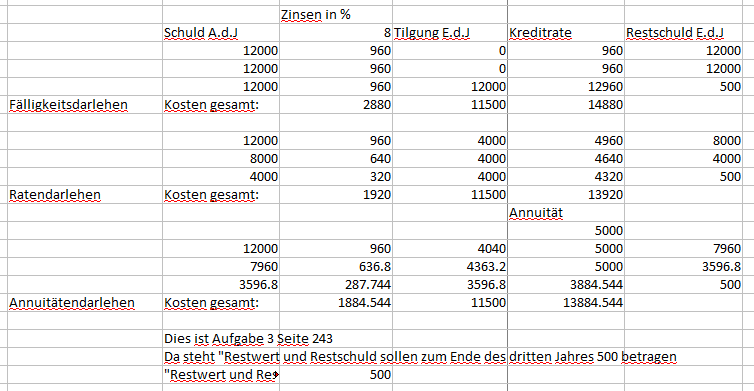 Zinsen in %
Schuld A.d.J 8 Tilgung E.d.J Kreditrate Restschuld E.d.J
12000 960 0 960 12000
12000 960 0 960 12000
12000 960 12000 12960 500
Fälligkeitsdarlehen Kosten gesamt: 2880 11500 14880
12000 960 4000 4960 8000
8000 640 4000 4640 4000
4000 320 4000 4320 500
Ratendarlehen Kosten gesamt: 1920 11500 13920
Annuität
5000
12000 960 4040 5000 7960
7960 636.8 4363.2 5000 3596.8
3596.8 287.744 3596.8 3884.544 500
Annuitätendarlehen Kosten gesamt: 1884.544 11500 13884.544
Dies ist Aufgabe 3 Seite 243
Da steht "Restwert und Restschuld sollen zum Ende des dritten Jahres 500 betragen
"Restwert und Res 500